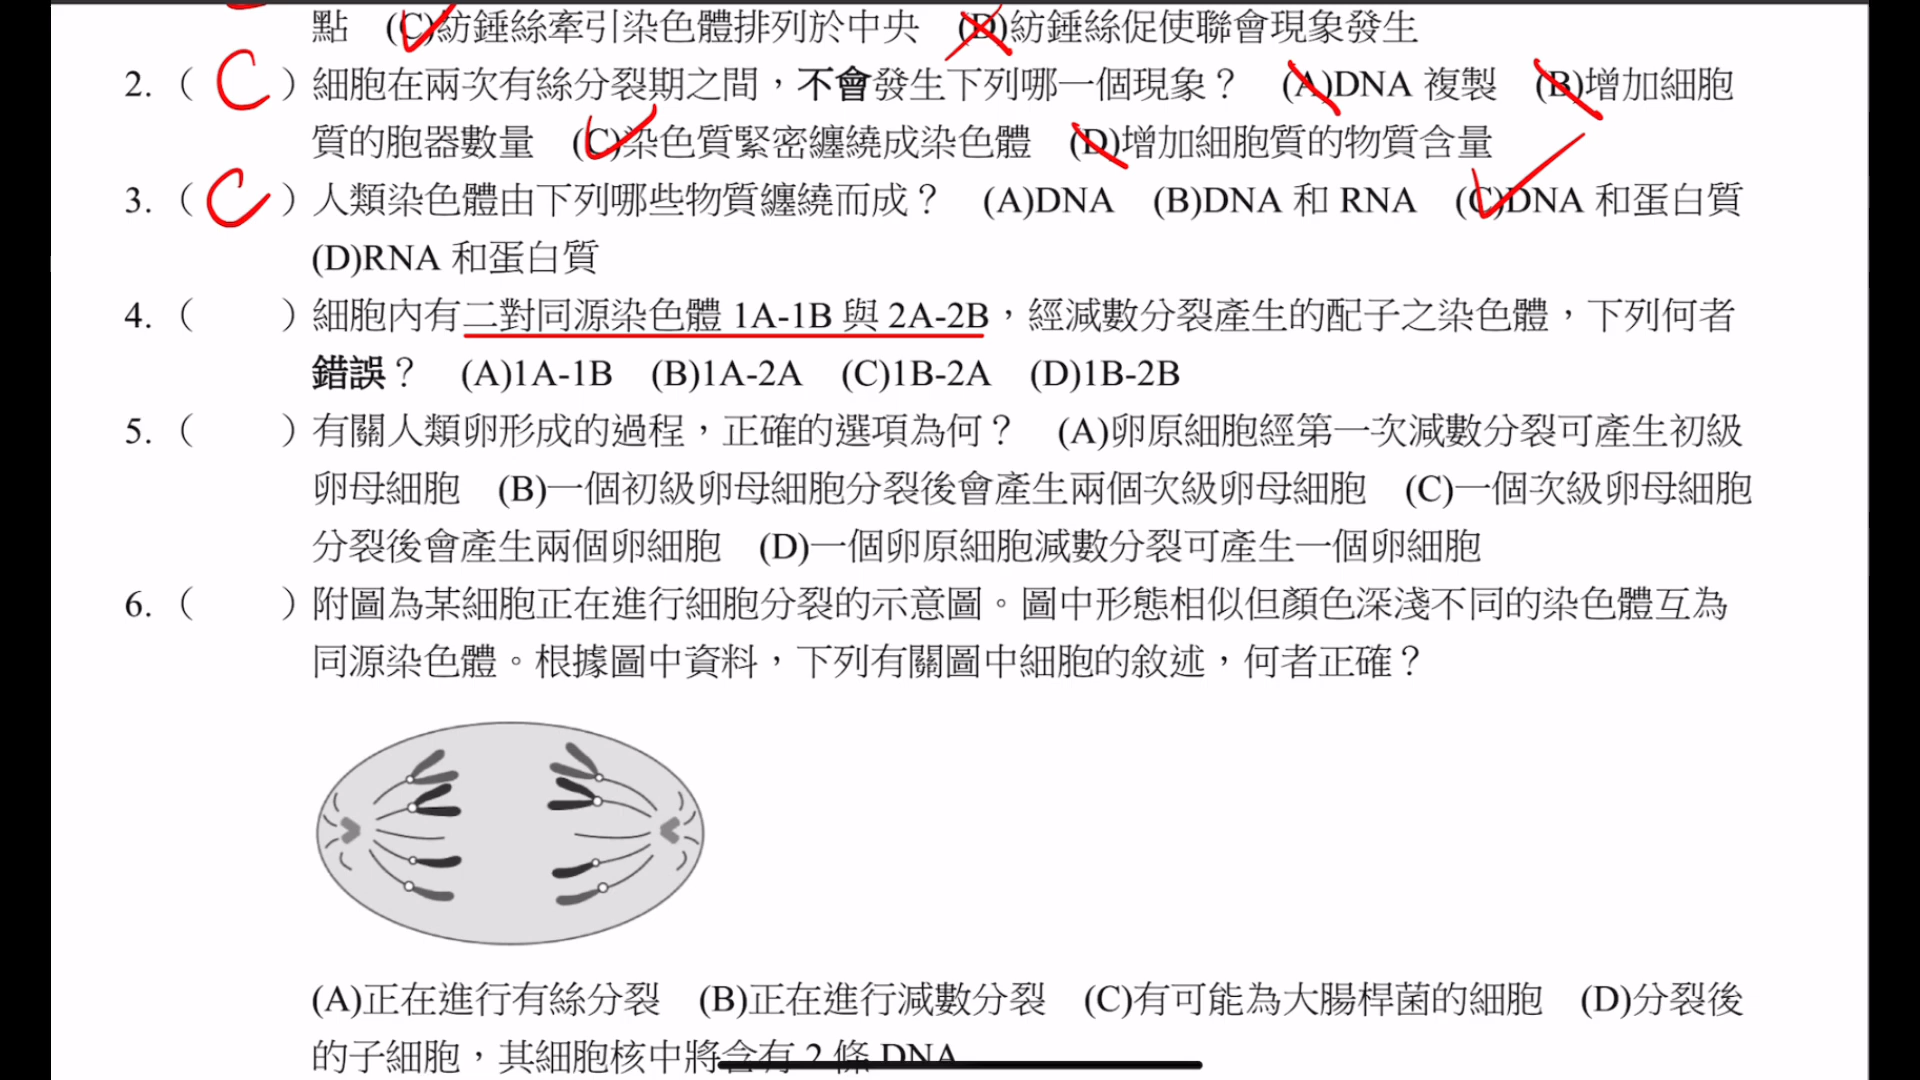 點　(C)紡錘絲牽引染色體排列於中央　(D)紡錘絲促使聯會現象發生
2.（ C ）細胞在兩次有絲分裂期之間，不會發生下列哪一個現象？　(A)DNA 複製　(B)增加細胞
質的胞器數量　(C)染色質緊密纏繞成染色體　(D)增加細胞質的物質含量
3.（ C ）人類染色體由下列哪些物質纏繞而成？　(A)DNA　(B)DNA 和 RNA　(C)DNA 和蛋白質
(D)RNA 和蛋白質
4.（　　）細胞內有二對同源染色體 1A-1B 與 2A-2B，經減數分裂產生的配子之染色體，下列何者
錯誤？　(A)1A-1B　(B)1A-2A　(C)1B-2A　(D)1B-2B
5.（　　）有關人類卵形成的過程，正確的選項為何？　(A)卵原細胞經第一次減數分裂可產生初級
卵母細胞　(B)一個初級卵母細胞分裂後會產生兩個次級卵母細胞　(C)一個次級卵母細胞
分裂後會產生兩個卵細胞　(D)一個卵原細胞減數分裂可產生一個卵細胞
6.（　　）附圖為某細胞正在進行細胞分裂的示意圖。圖中形態相似但顏色深淺不同的染色體互為
同源染色體。根據圖中資料，下列有關圖中細胞的敘述，何者正確？
(A)正在進行有絲分裂　(B)正在進行減數分裂　(C)有可能為大腸桿菌的細胞　(D)分裂後
的子細胞，其細胞核中將含有 2 條 DNA